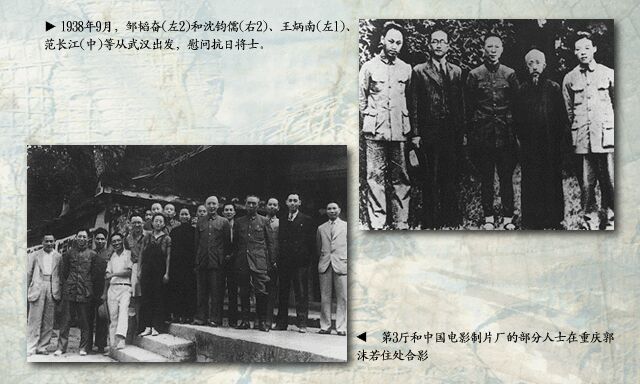 ▶ 1938年9月，邹韬奋(左2)和沈钧儒(右2)、王炳南(左1)、
范长江(中)等从武汉出发，慰问抗日将士。
◀ 第3厅和中国电影制片厂的部分人士在重庆郭
沫若住处合影